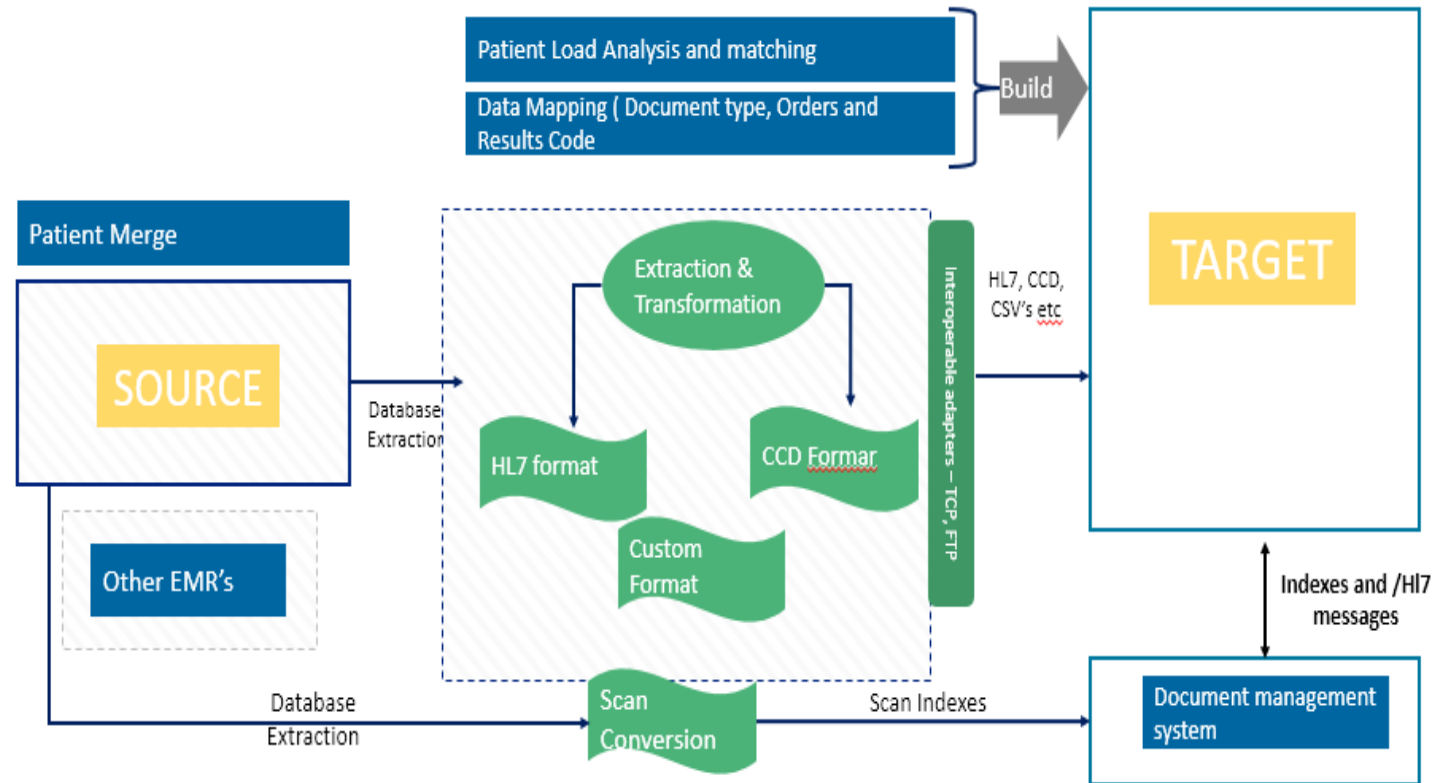 Patient Load Analysis and matching
Build
Data Mapping ( Document type, Orders and
Results Code
Patient Merge
SOURCE
Database
Extraction
Other EMR's
Extraction &
Transformation
HL7 format
CCD Formar
Custom
Format
Interoperable adapters – TCP, FTP
HL7, CCD,
CSV's etc
TARGET
Indexes and /Hl7
messages
Database
Extraction
Scan
Conversion
Scan Indexes
Document management
system